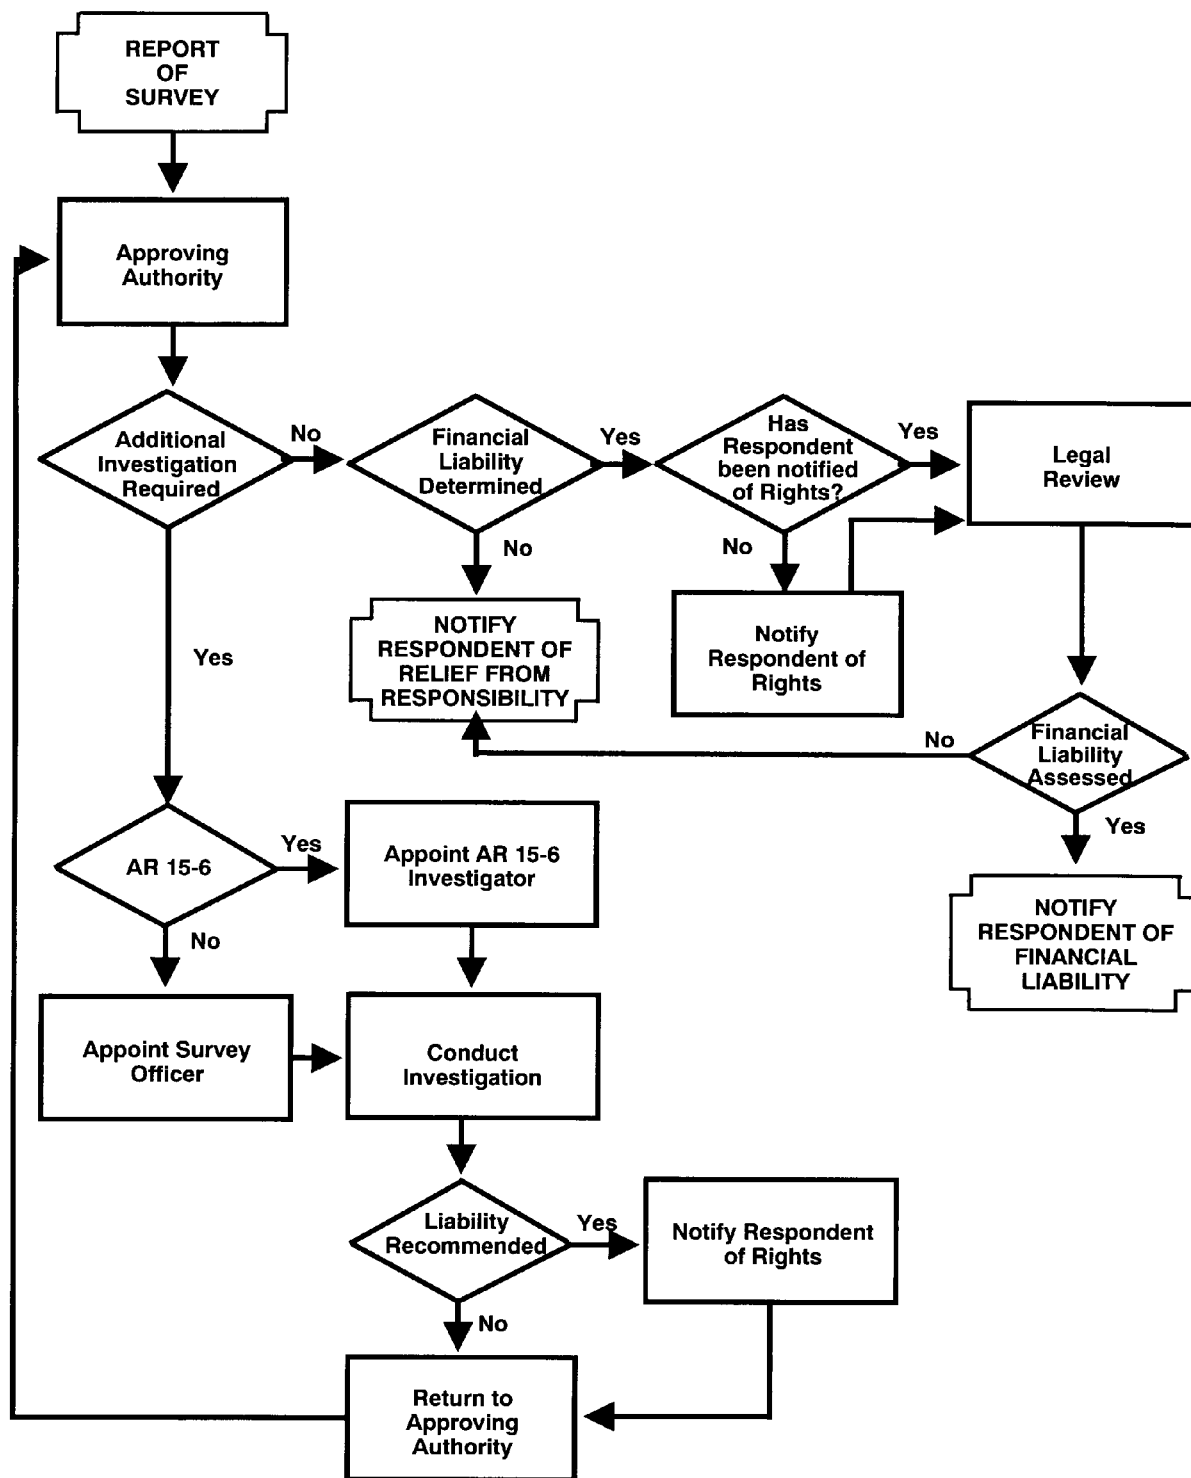 REPORT
OF
SURVEY
Approving
Authority
Additional
Investigation
Required
No
Financial
Liability
Determined
Yes
Has
Respondent
been notified
of Rights?
Yes
Legal
Review
No
No
NOTIFY
RESPONDENT OF
RELIEF FROM
RESPONSIBILITY
Notify
Respondent of
Rights
Yes
No
Financial
Liability
Assessed
Yes
AR 15-6
Yes
Appoint AR 15-6
Investigator
NOTIFY
RESPONDENT OF
FINANCIAL
LIABILITY
No
Appoint Survey
Officer
Conduct
Investigation
Liability
Recommended
Yes
Notify Respondent
of Rights
No
Return to
Approving
Authority